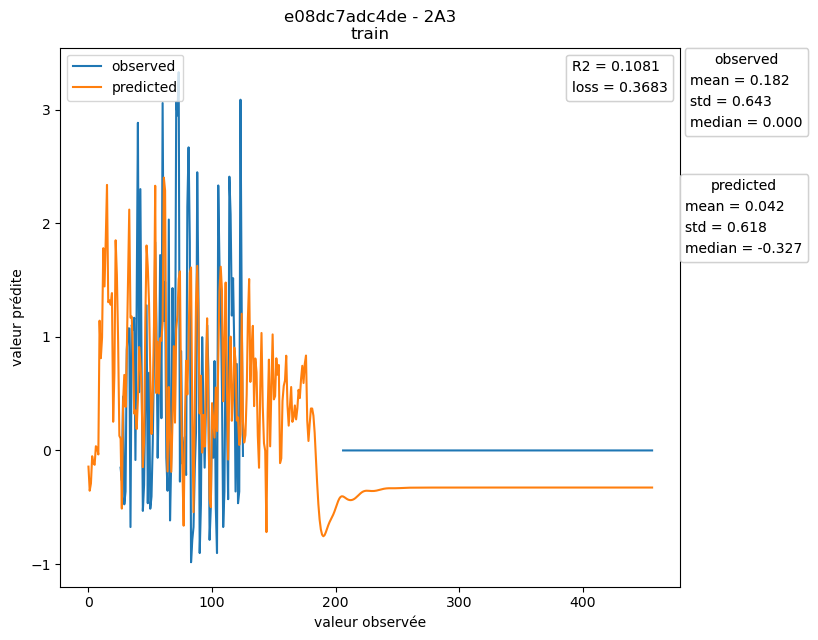 e08dc7adc4de - 2A3
train
observed
predicted
R2 = 0.1081
loss = 0.3683
observed
mean = 0.182
std = 0.643
median = 0.000
predicted
mean = 0.042
std = 0.618
median = -0.327
valeur prédite
3
2
1
0
−1
0
100
200
300
400
valeur observée